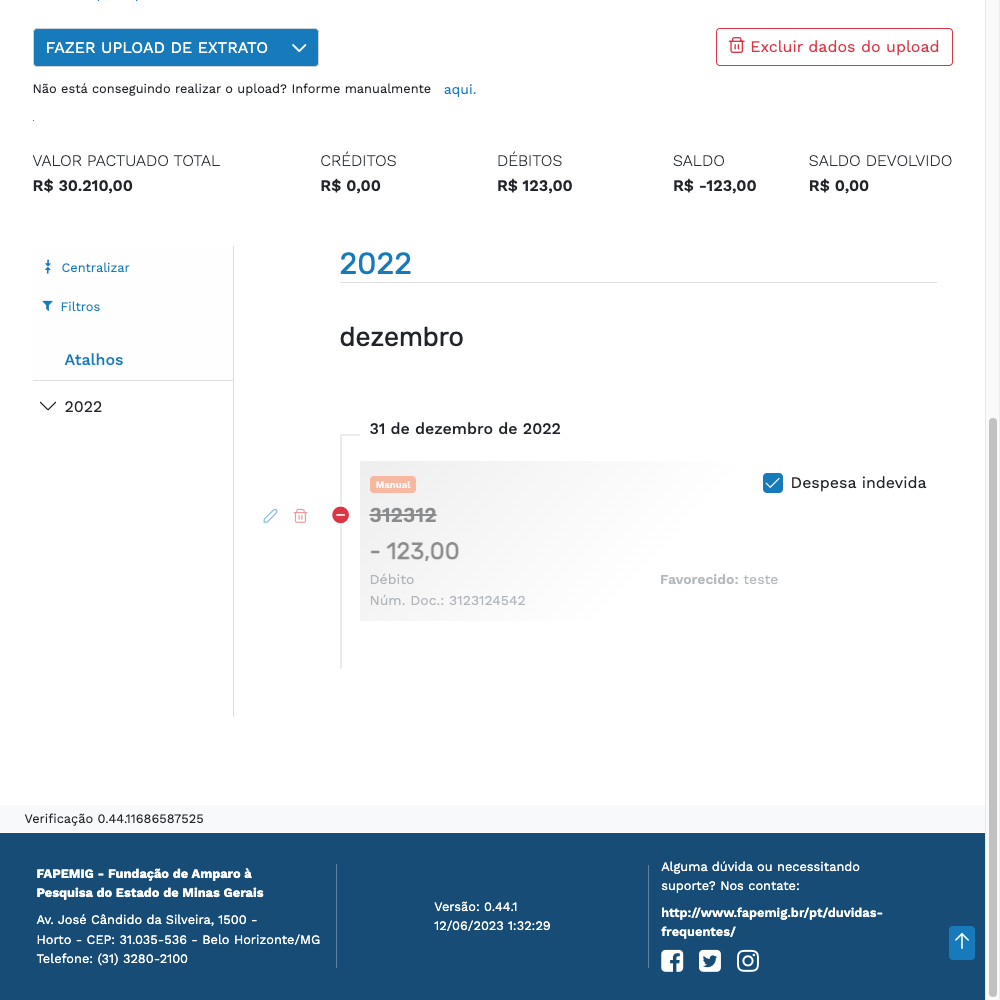 FAZER UPLOAD DE EXTRATO
Excluir dados do upload
Não está conseguindo realizar o upload? Informe manualmente aqui.
.
VALOR PACTUADO TOTAL
R$ 30.210,00
CRÉDITOS
R$ 0,00
DÉBITOS
R$ 123,00
SALDO
R$ -123,00
SALDO DEVOLVIDO
R$ 0,00
Centralizar
Filtros
Atalhos
2022
2022
dezembro
31 de dezembro de 2022
Manual
Despesa indevida
312312
- 123,00
Débito
Favorecido: teste
Núm. Doc.: 3123124542
Verificação 0.44.11686587525
FAPEMIG - Fundação de Amparo à
Pesquisa do Estado de Minas Gerais
Av. José Cândido da Silveira, 1500 -
Horto - CEP: 31.035-536 - Belo Horizonte/MG
Telefone: (31) 3280-2100
Versão: 0.44.1
12/06/2023 1:32:29
Alguma dúvida ou necessitando
suporte? Nos contate:
http://www.fapemig.br/pt/duvidas-
frequentes/